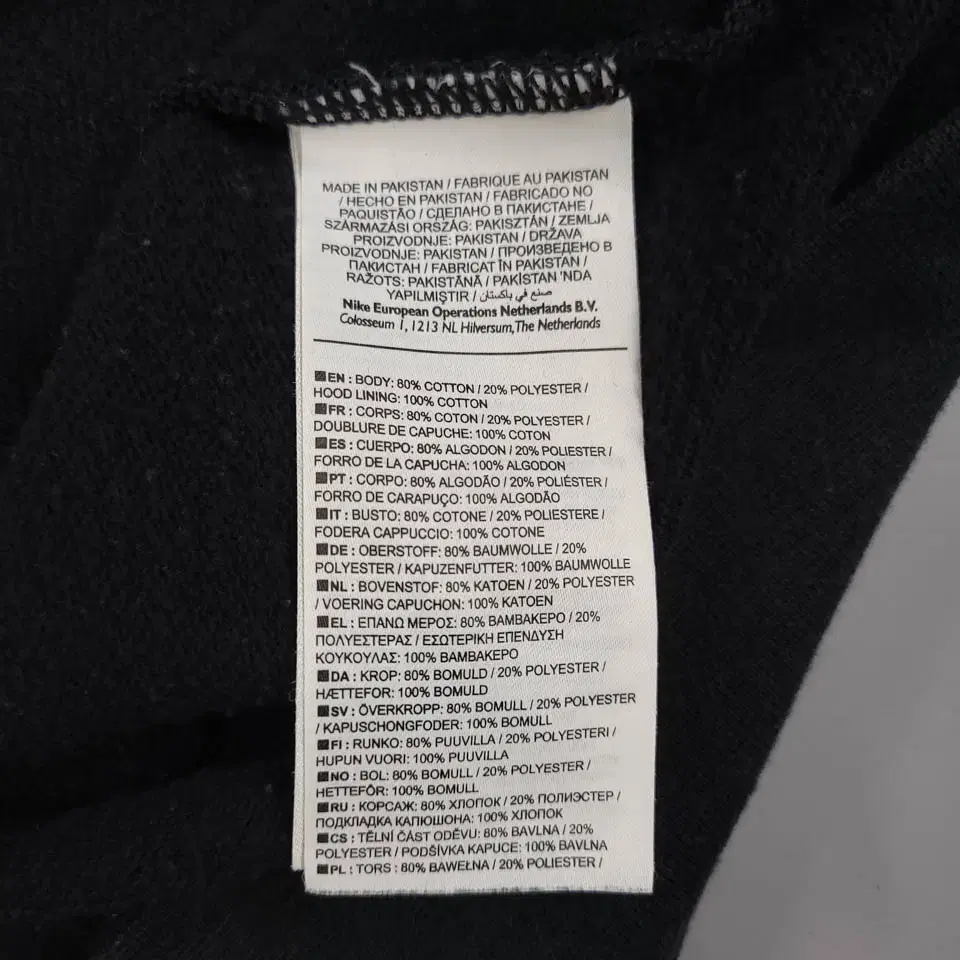 MADE IN PAKISTAN / FABRIQUE AU PAKISTAN
/ HECHO EN PAKISTAN / FABRICADO NO
PAQUISTÃO / СДЕЛАНО В ПАКИСТАНЕ /
SZÁRMAZÁSI ORSZÁG: PAKISZTÁN / ZEMLJA
PROIZVODNJE: PAKISTAN / DRŽAVA
PROIZVODNJE: PAKISTAN / ПРОИЗВЕДЕНО В
ПАКИСТАН / FABRICAT ÎN PAKISTAN /
RAŽOTS: PAKISTĀNĀ / PAKİSTAN 'NDA
YAPILMIŞTIR / صنع في باكستان
Nike European Operations Netherlands B.V.
Colosseum 1, 1213 NL Hilversum, The Netherlands
EN : BODY: 80% COTTON / 20% POLYESTER /
HOOD LINING: 100% COTTON
FR : CORPS: 80% COTON / 20% POLYESTER /
DOUBLURE DE CAPUCHE: 100% COTON
ES : CUERPO: 80% ALGODON / 20% POLIESTER /
FORRO DE LA CAPUCHA: 100% ALGODON
PT : CORPO: 80% ALGODÃO / 20% POLIÉSTER /
FORRO DE CARAPUÇO: 100% ALGODÃO
IT : BUSTO: 80% COTONE / 20% POLIESTERE /
FODERA CAPPUCCIO: 100% COTONE
DE : OBERSTOFF: 80% BAUMWOLLE / 20%
POLYESTER / KAPUZENFUTTER: 100% BAUMWOLLE
NL : BOVENSTOF: 80% KATOEN / 20% POLYESTER
/ VOERING CAPUCHON: 100% KATOEN
EL : ΕΠΑΝΩ ΜΕΡΟΣ: 80% ΒΑΜΒΑΚΕΡΟ / 20%
ΠΟΛΥΕΣΤΕΡΑΣ / ΕΣΩΤΕΡΙΚΗ ΕΠΕΝΔΥΣΗ
ΚΟΥΚΟΥΛΑΣ: 100% ΒΑΜΒΑΚΕΡΟ
DA : KROP: 80% BOMULD / 20% POLYESTER /
HÆTTEFOR: 100% BOMULD
SV : ÖVERKROPP: 80% BOMULL / 20% POLYESTER
/ KAPUSCHONGFODER: 100% BOMULL
FI : RUNKO: 80% PUUVILLA / 20% POLYESTERI /
HUPUN VUORI: 100% PUUVILLA
NO : BOL: 80% BOMULL / 20% POLYESTER /
HETTEFÔR: 100% BOMULL
RU : КОРСАЖ: 80% ХЛОПОК / 20% ПОЛИЭСТЕР /
ПОДКЛАДКА КАПЮШОНА: 100% ХЛОПОК
CS : TĚLNÍ ČÁST ODĚVU: 80% BAVLNA / 20%
POLYESTER / PODŠÍVKA KAPUCE: 100% BAVLNA
PL : TORS : 80% BAWEŁNA / 20% POLIESTER /